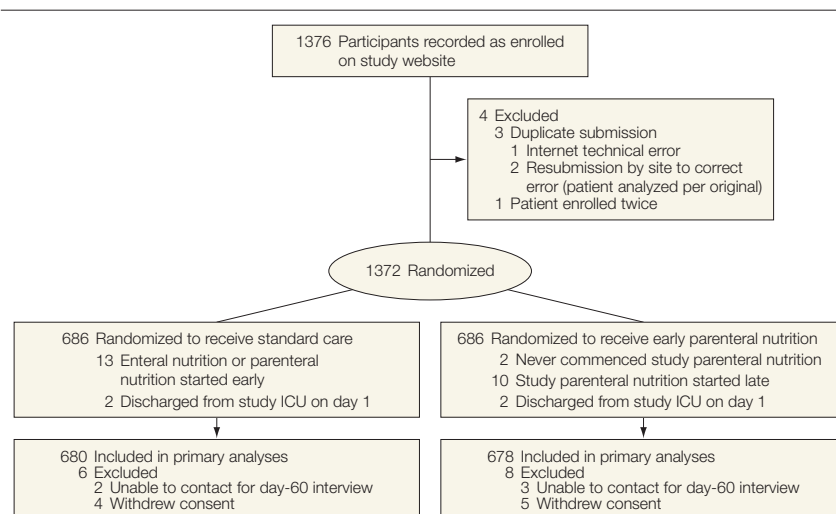 1376 Participants recorded as enrolled
on study website
4 Excluded
3 Duplicate submission
1 Internet technical error
2 Resubmission by site to correct
error (patient analyzed per original)
1 Patient enrolled twice
1372 Randomized
686 Randomized to receive standard care
13 Enteral nutrition or parenteral
nutrition started early
2 Discharged from study ICU on day 1
686 Randomized to receive early parenteral nutrition
2 Never commenced study parenteral nutrition
10 Study parenteral nutrition started late
2 Discharged from study ICU on day 1
680 Included in primary analyses
6 Excluded
2 Unable to contact for day-60 interview
4 Withdrew consent
678 Included in primary analyses
8 Excluded
3 Unable to contact for day-60 interview
5 Withdrew consent